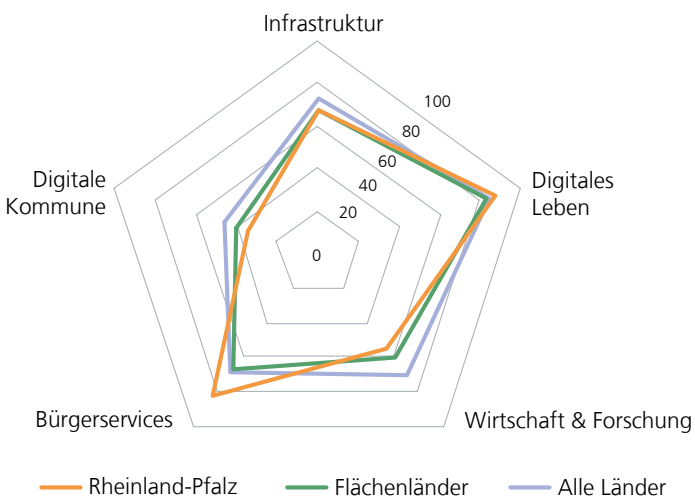 Infrastruktur
100
80
60
40
20
0
Digitales
Leben
Digitale
Kommune
Bürgerservices
Wirtschaft & Forschung
Rheinland-Pfalz
Flächenländer
Alle Länder